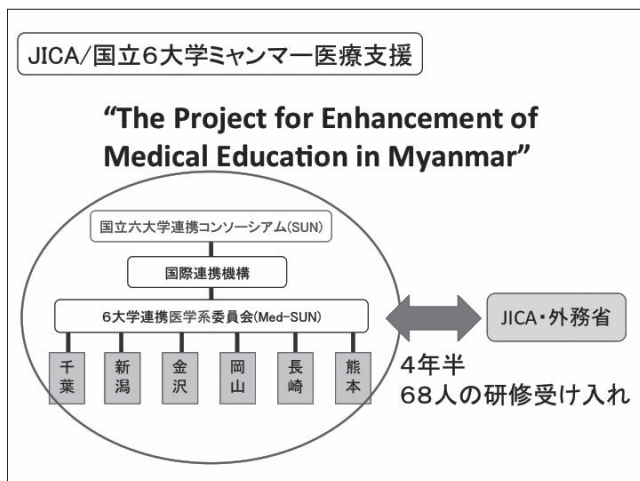 JICA/国立6大学ミャンマー医療支援
“The Project for Enhancement of
Medical Education in Myanmar”
国立六大学連携コンソーシアム(SUN)
国際連携機構
6大学連携医学系委員会(Med-SUN)
千葉
新潟
金沢
岡山
長崎
熊本
JICA・外務省
4年半
68人の研修受け入れ